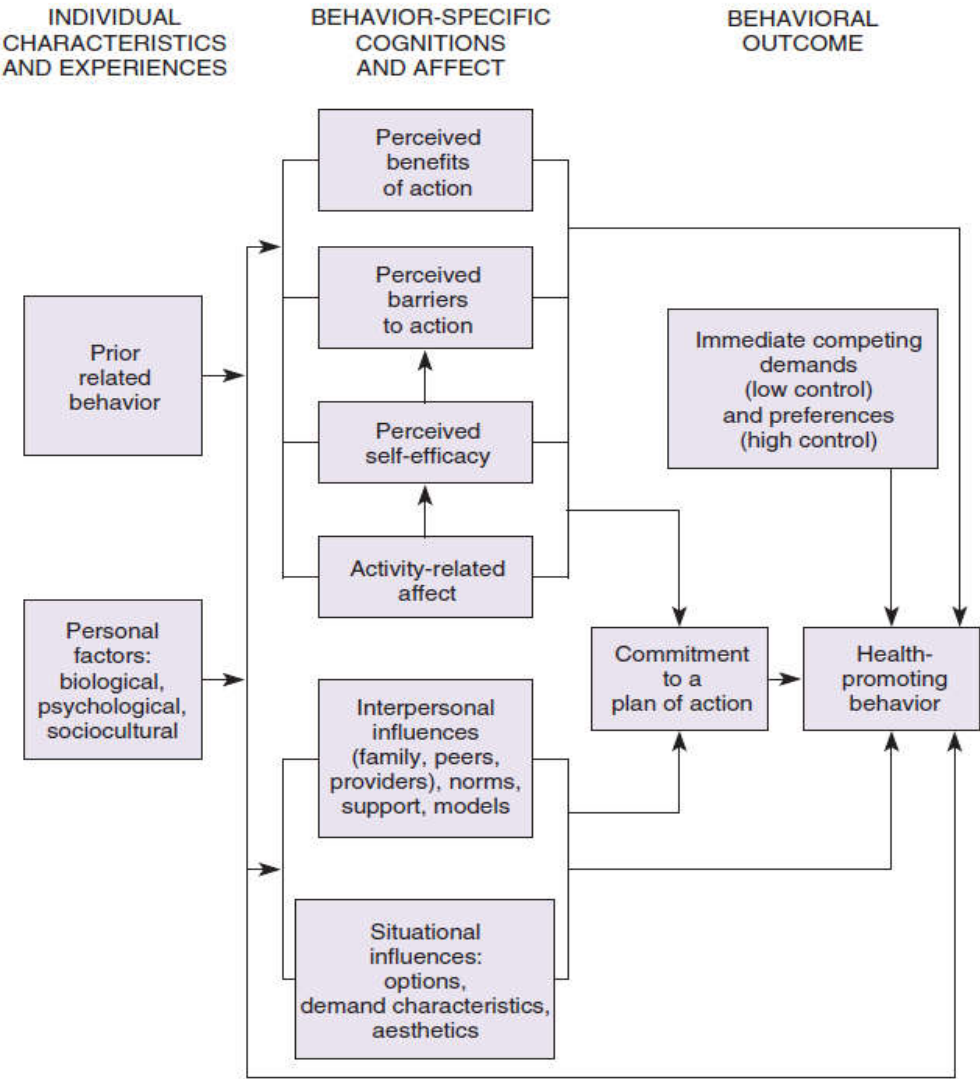 INDIVIDUAL
CHARACTERISTICS
AND EXPERIENCES
BEHAVIOR-SPECIFIC
COGNITIONS
AND AFFECT
BEHAVIORAL
OUTCOME
Perceived
benefits
of action
Perceived
barriers
to action
Prior
related
behavior
Immediate competing
demands
(low control)
and preferences
(high control)
Perceived
self-efficacy
Activity-related
affect
Personal
factors:
biological,
psychological,
sociocultural
Commitment
to a
plan of action
Health-
promoting
behavior
Interpersonal
influences
(family, peers,
providers), norms,
support, models
Situational
influences:
options,
demand characteristics,
aesthetics